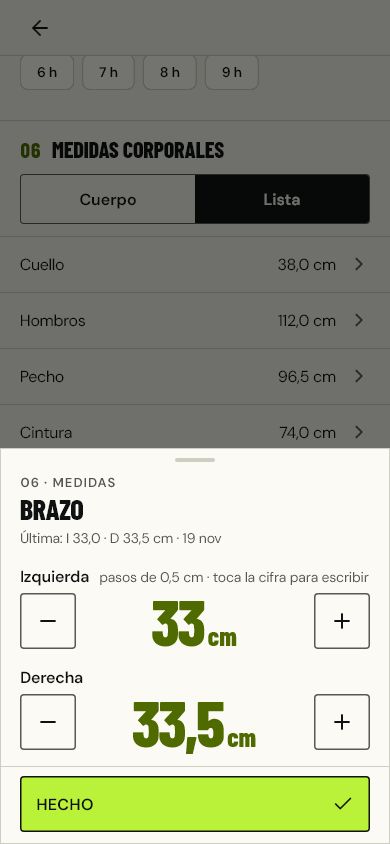 6 h 7 h 8 h 9 h
06 MEDIDAS CORPORALES
Cuerpo Lista
Cuello 38,0 cm
Hombros 112,0 cm
Pecho 96,5 cm
Cintura 74,0 cm
06 · MEDIDAS
BRAZO
Última: I 33,0 · D 33,5 cm · 19 nov
Izquierda pasos de 0,5 cm · toca la cifra para escribir
− 33 cm +
Derecha
− 33,5 cm +
HECHO